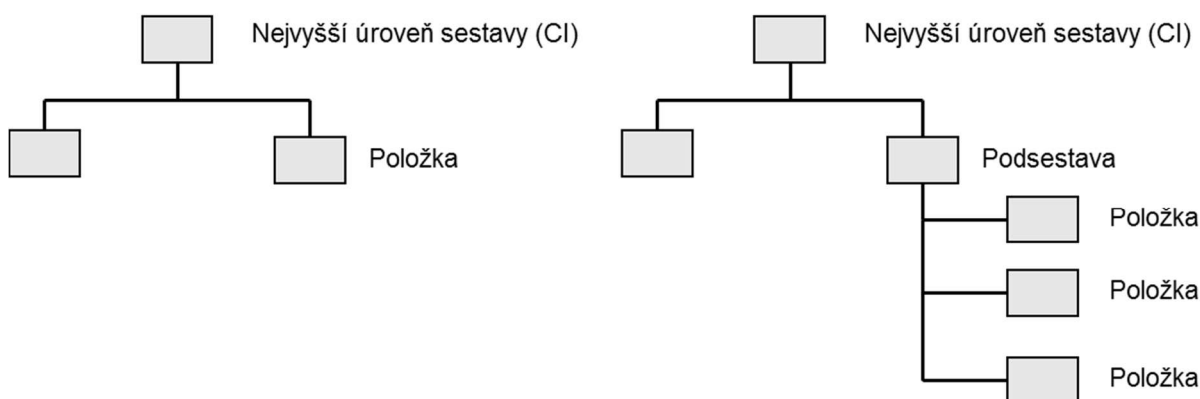 Nejvyšší úroveň sestavy (CI)
Položka
Nejvyšší úroveň sestavy (CI)
Podsestava
Položka
Položka
Položka